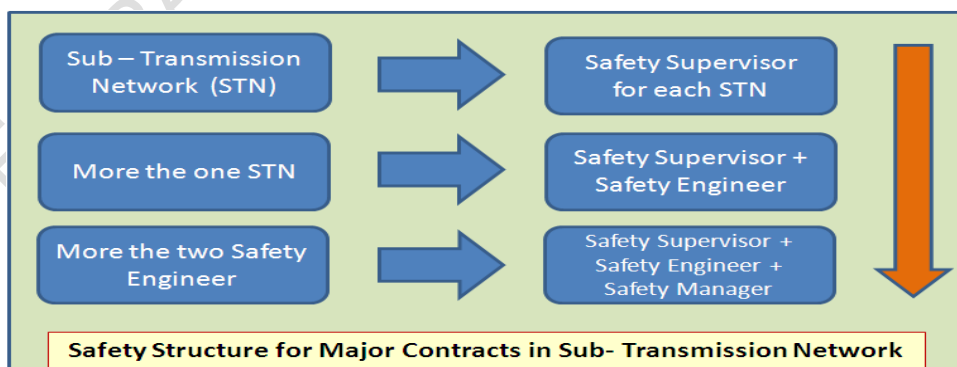 Sub – Transmission
Network (STN)
Safety Supervisor
for each STN
More the one STN
Safety Supervisor +
Safety Engineer
More the two Safety
Engineer
Safety Supervisor +
Safety Engineer +
Safety Manager
Safety Structure for Major Contracts in Sub- Transmission Network